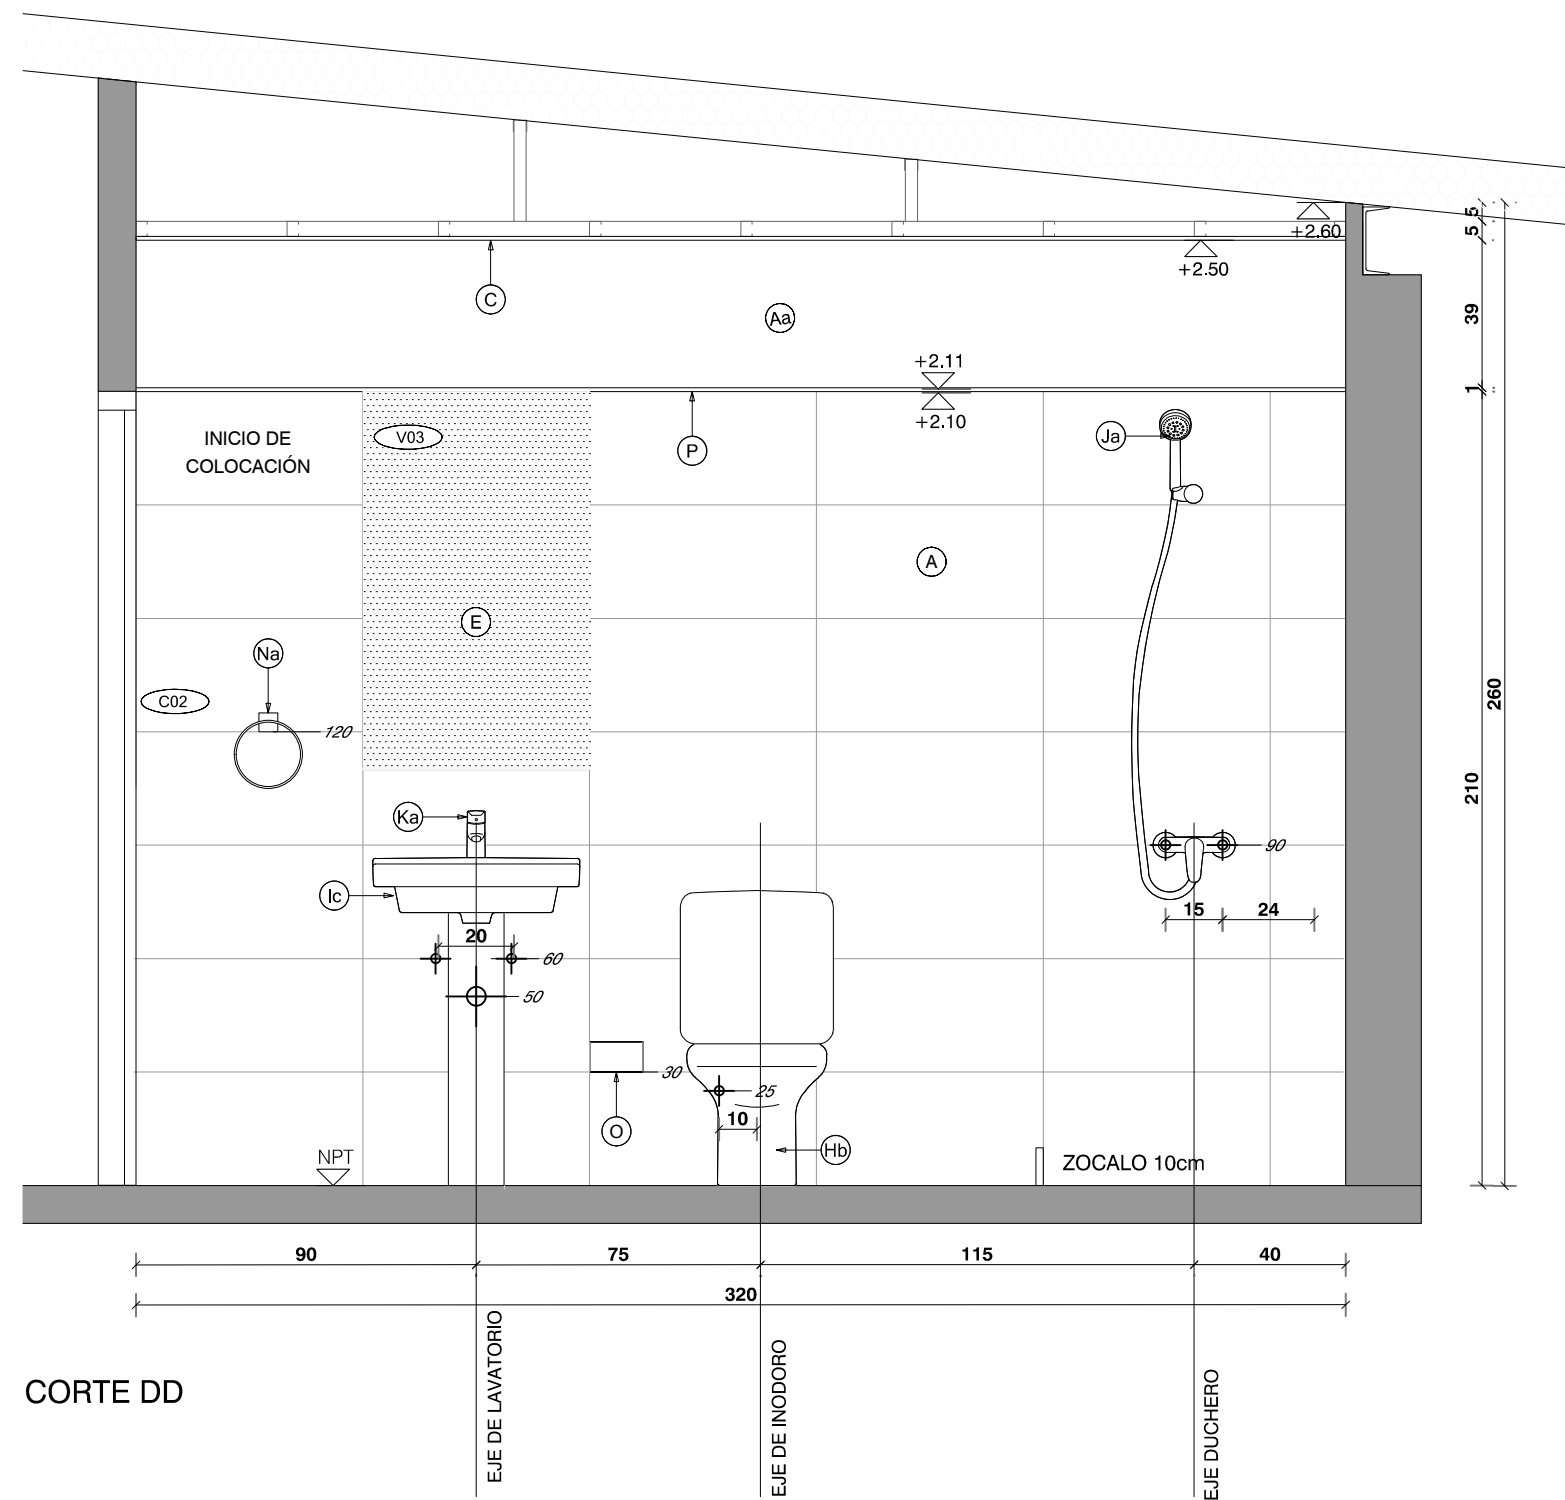 5
+2.60
5
+2.50
C
Aa
39
+2.11
1
+2.10
INICIO DE
COLOCACIÓN
V03
P
Ja
A
E
Na
C02
120
260
210
Ka
90
Ic
15
24
20
60
50
30
25
10
O
Hb
NPT
ZOCALO 10cm
90
75
115
40
320
EJE DE LAVATORIO
EJE DE INODORO
EJE DUCHERO
CORTE DD